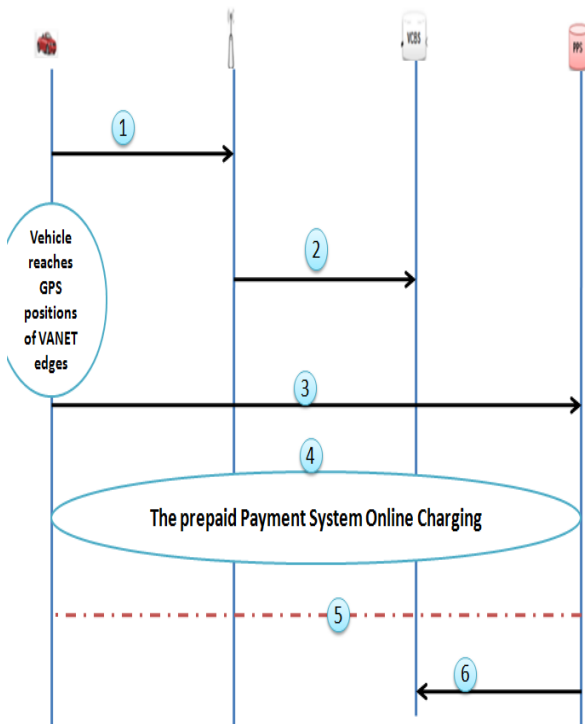 VCBS
PPS
1
Vehicle
reaches
GPS
positions
of VANET
edges
2
3
4
The prepaid Payment System Online Charging
5
6